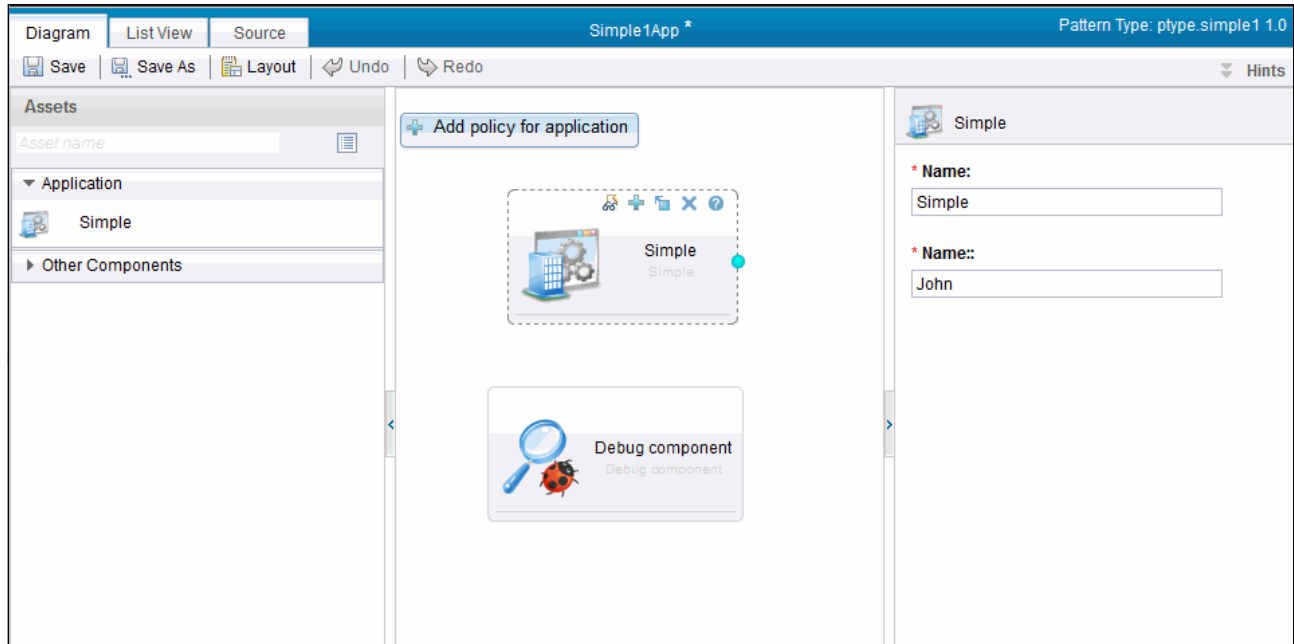 Diagram List View Source Simple1App * Pattern Type: ptype.simple1 1.0
Save Save As Layout Undo Redo Hints
Assets
Asset name
Application
Simple
Other Components
Add policy for application
Simple
Simple
Debug component
Debug component
Simple
* Name:
Simple
* Name::
John